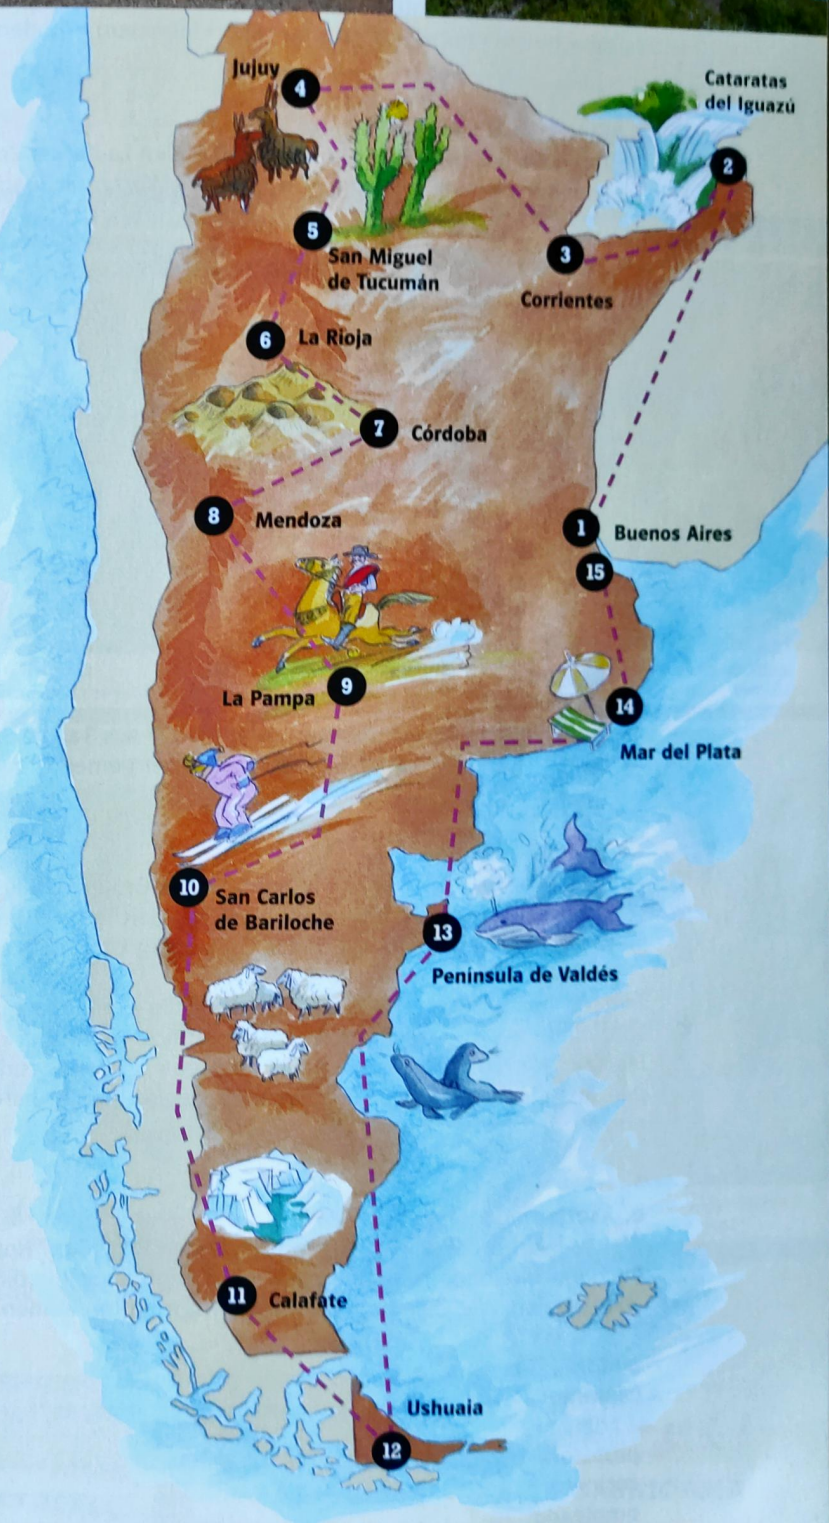 Jujuy
4
Cataratas
del Iguazú
2
5
San Miguel
de Tucumán
3
Corrientes
6
La Rioja
7
Córdoba
8
Mendoza
1
Buenos Aires
15
9
La Pampa
14
Mar del Plata
10
San Carlos
de Bariloche
13
Península de Valdés
11
Calafate
Ushuaia
12